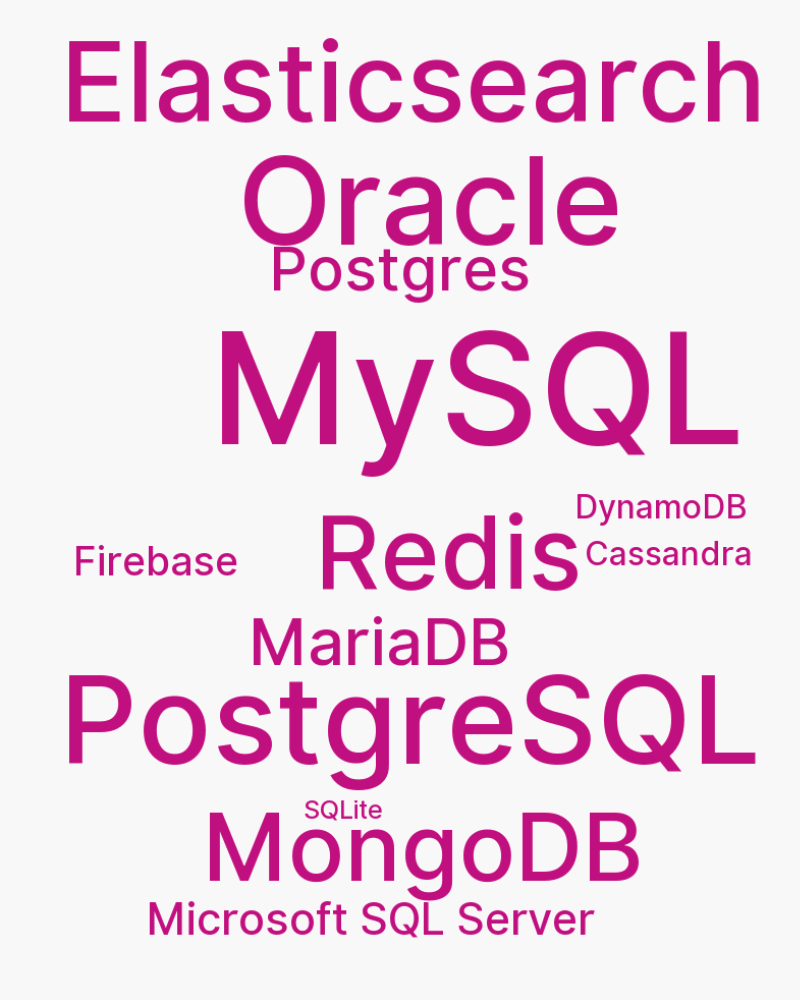 Elasticsearch
Oracle
Postgres
MySQL
DynamoDB
Redis
Cassandra
Firebase
MariaDB
PostgreSQL
SQLite
MongoDB
Microsoft SQL Server